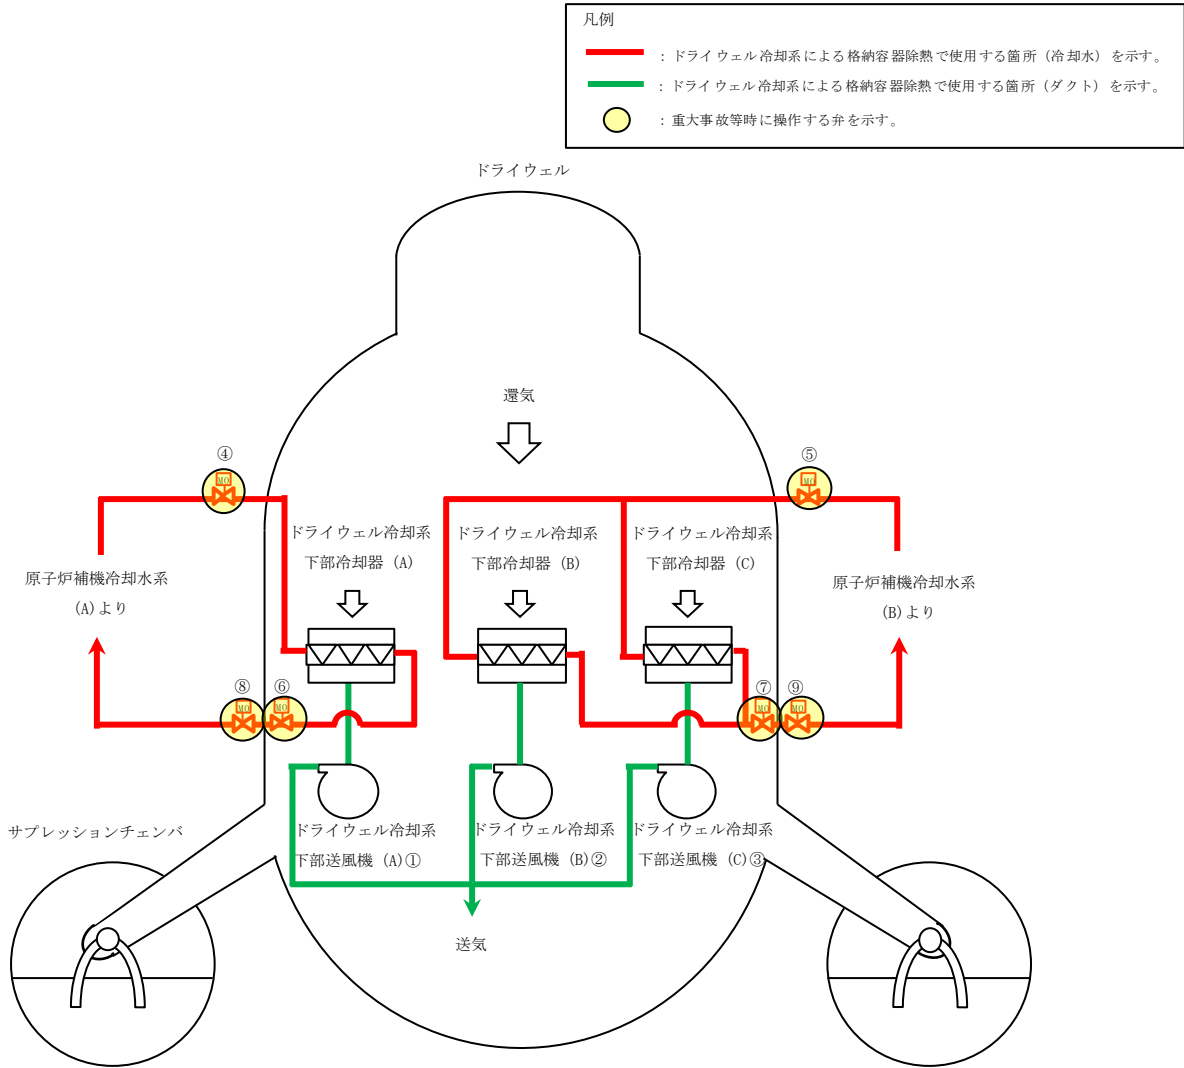 凡例
：ドライウェル冷却系による格納容器除熱で使用する箇所（冷却水）を示す。
：ドライウェル冷却系による格納容器除熱で使用する箇所（ダクト）を示す。
：重大事故等時に操作する弁を示す。
ドライウェル
還気
④
MO
⑤
MO
ドライウェル冷却系
下部冷却器（A）
ドライウェル冷却系
下部冷却器（B）
ドライウェル冷却系
下部冷却器（C）
原子炉補機冷却水系
（A）より
原子炉補機冷却水系
（B）より
⑧
MO
⑥
MO
⑦
MO
⑨
MO
サプレッションチェンバ
ドライウェル冷却系
下部送風機（A）①
ドライウェル冷却系
下部送風機（B）②
ドライウェル冷却系
下部送風機（C）③
送気